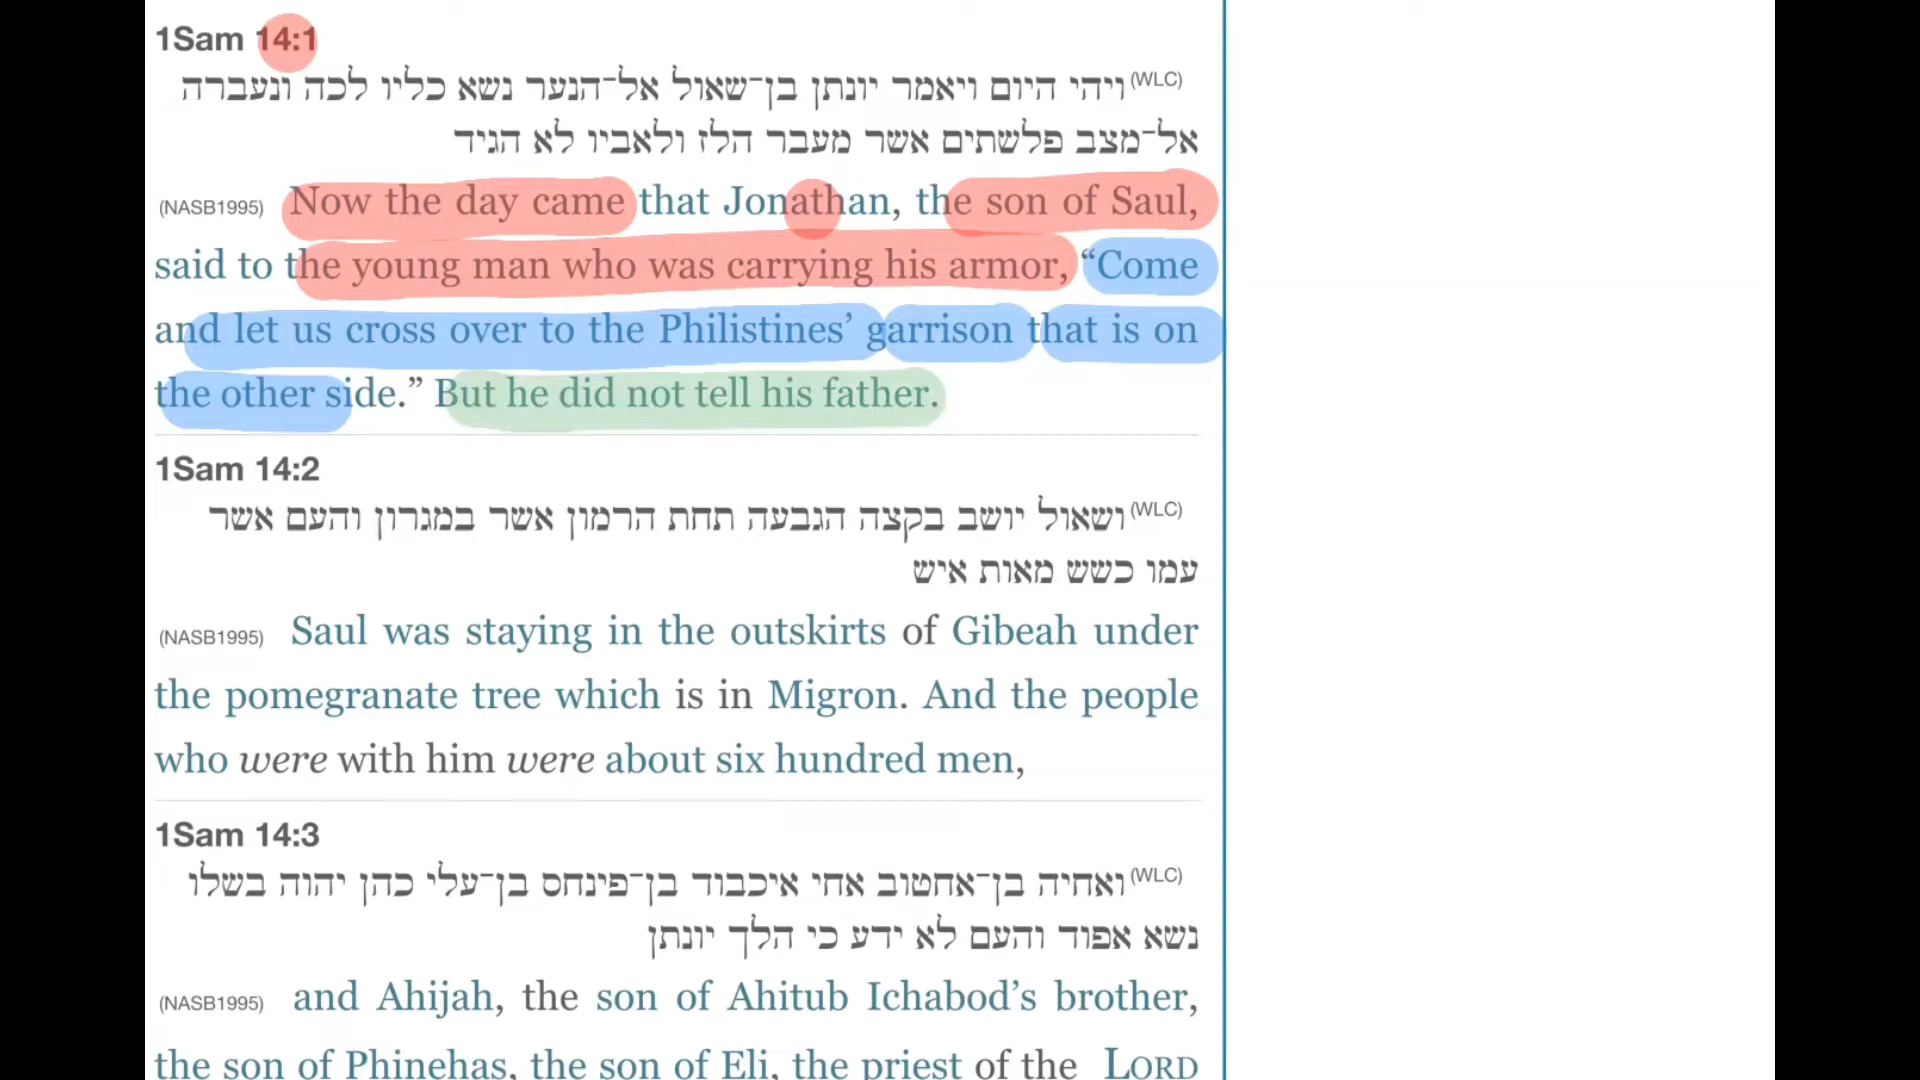 1Sam 14:1
(WLC) ויהי היום ויאמר יונתן בן־שאול אל־הנער נשא כליו לכה ונעברה
אל־מצב פלשתים אשר מעבר הלז ולאביו לא הגיד
(NASB1995) Now the day came that Jonathan, the son of Saul,
said to the young man who was carrying his armor, “Come
and let us cross over to the Philistines’ garrison that is on
the other side.” But he did not tell his father.
1Sam 14:2
(WLC) ושאול יושב בקצה הגבעה תחת הרמון אשר במגרון והעם אשר
עמו כשש מאות איש
(NASB1995) Saul was staying in the outskirts of Gibeah under
the pomegranate tree which is in Migron. And the people
who were with him were about six hundred men,
1Sam 14:3
(WLC) ואחיה בן־אחטוב אחי איכבוד בן־פינחס בן־עלי כהן יהוה בשלו
נשא אפוד והעם לא ידע כי הלך יונתן
(NASB1995) and Ahijah, the son of Ahitub Ichabod’s brother,
the son of Phinehas, the son of Eli, the priest of the LORD